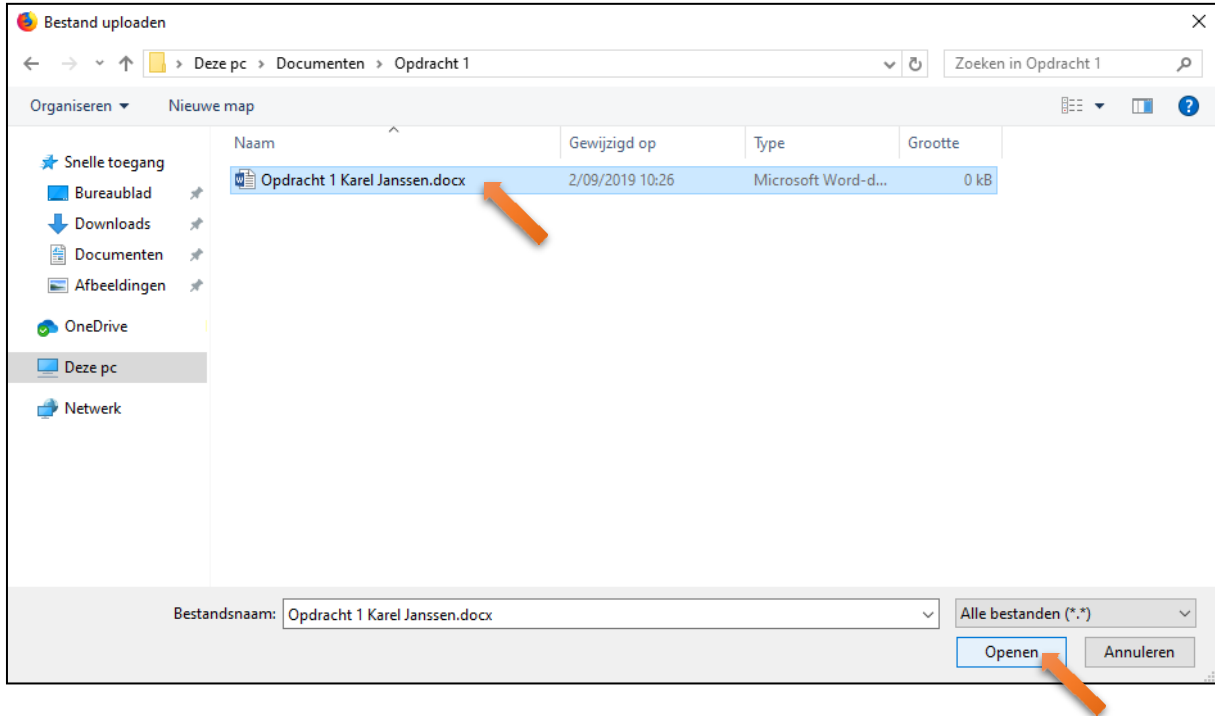 Bestand uploaden
Deze pc > Documenten > Opdracht 1
Zoeken in Opdracht 1
Organiseren
Nieuwe map
Naam
Gewijzigd op
Type
Grootte
Snelle toegang
Opdracht 1 Karel Janssen.docx
2/09/2019 10:26
Microsoft Word-d...
0 kB
Bureaublad
Downloads
Documenten
Afbeeldingen
OneDrive
Deze pc
Netwerk
Bestandsnaam:
Opdracht 1 Karel Janssen.docx
Alle bestanden (*.*)
Openen
Annuleren